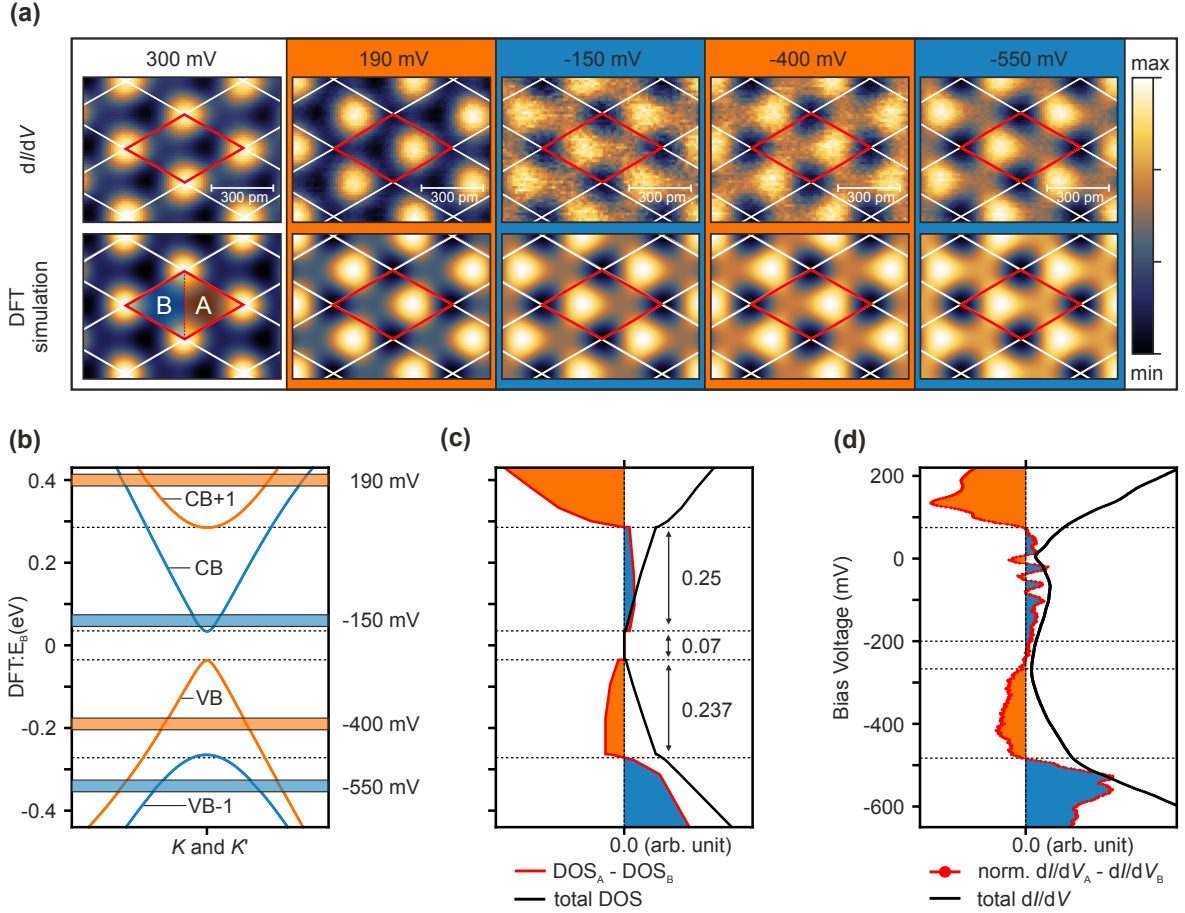 (a)
300 mV
190 mV
-150 mV
-400 mV
-550 mV
max
dI/dV
300 pm
300 pm
300 pm
300 pm
300 pm
DFT
simulation
B
A
min
(b)
(c)
(d)
0.4
0.2
0
-0.2
-0.4
DFT:E_B(eV)
CB+1
CB
VB
VB-1
190 mV
-150 mV
-400 mV
-550 mV
K and K'
0.25
0.07
0.237
0.0 (arb. unit)
DOS_A - DOS_B
total DOS
200
0
-200
-400
-600
Bias Voltage (mV)
0.0 (arb. unit)
norm. dI/dV_A - dI/dV_B
total dI/dV